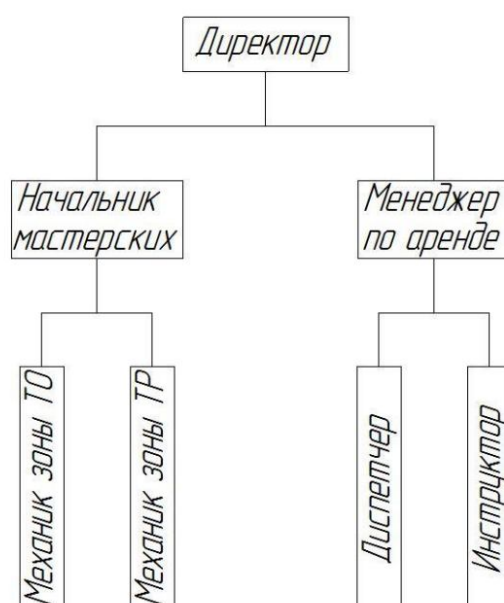 Директор
Начальник
мастерских
Менеджер
по аренде
Механик зоны ТО
Механик зоны ТР
Диспетчер
Инструктор